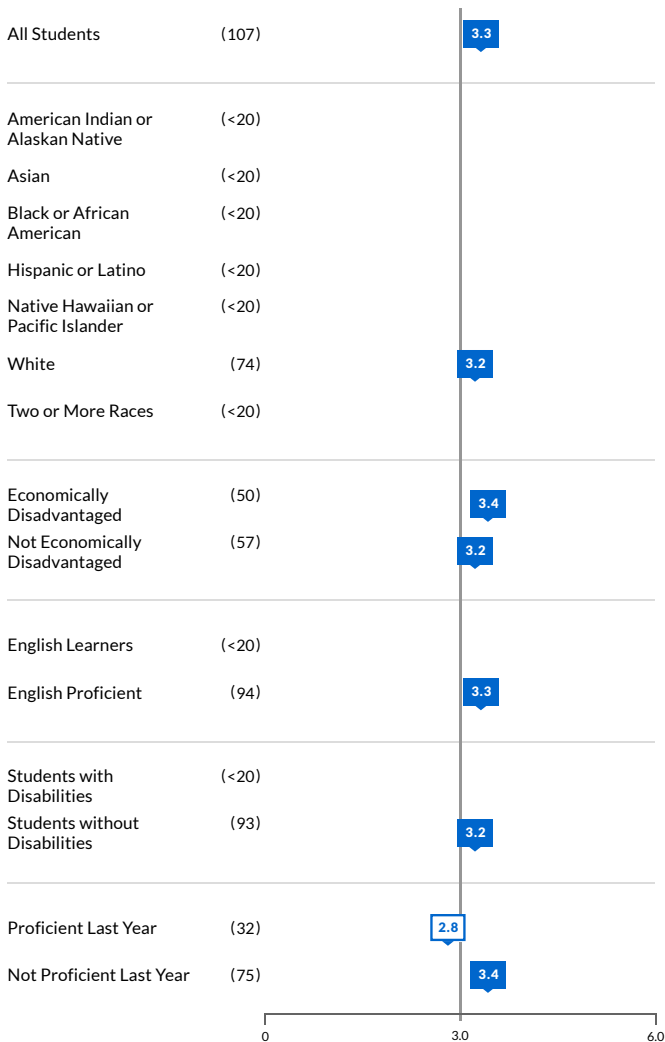 All Students (107) 3.3
American Indian or (<20)
Alaskan Native
Asian (<20)
Black or African (<20)
American
Hispanic or Latino (<20)
Native Hawaiian or (<20)
Pacific Islander
White (74) 3.2
Two or More Races (<20)
Economically (50) 3.4
Disadvantaged
Not Economically (57) 3.2
Disadvantaged
English Learners (<20)
English Proficient (94) 3.3
Students with (<20)
Disabilities
Students without (93) 3.2
Disabilities
Proficient Last Year (32) 2.8
Not Proficient Last Year (75) 3.4
0 3.0 6.0